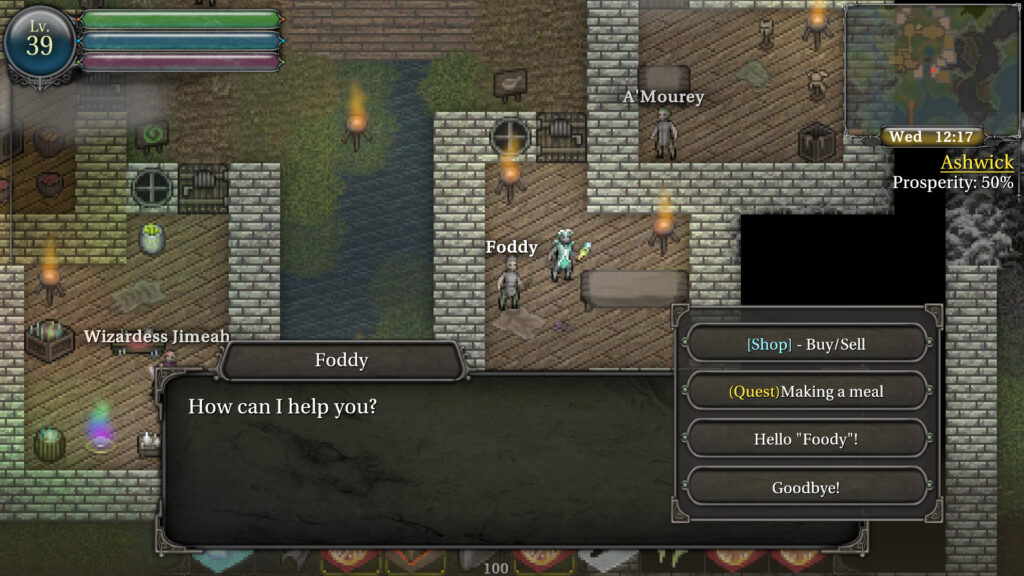 Lv.
39
A'Mourey
Wed 12:17
Ashwick
Prosperity: 50%
Foddy
Wizardess Jimeah
Foddy
How can I help you?
[Shop] - Buy/Sell
(Quest)Making a meal
Hello "Foody"!
Goodbye!
100